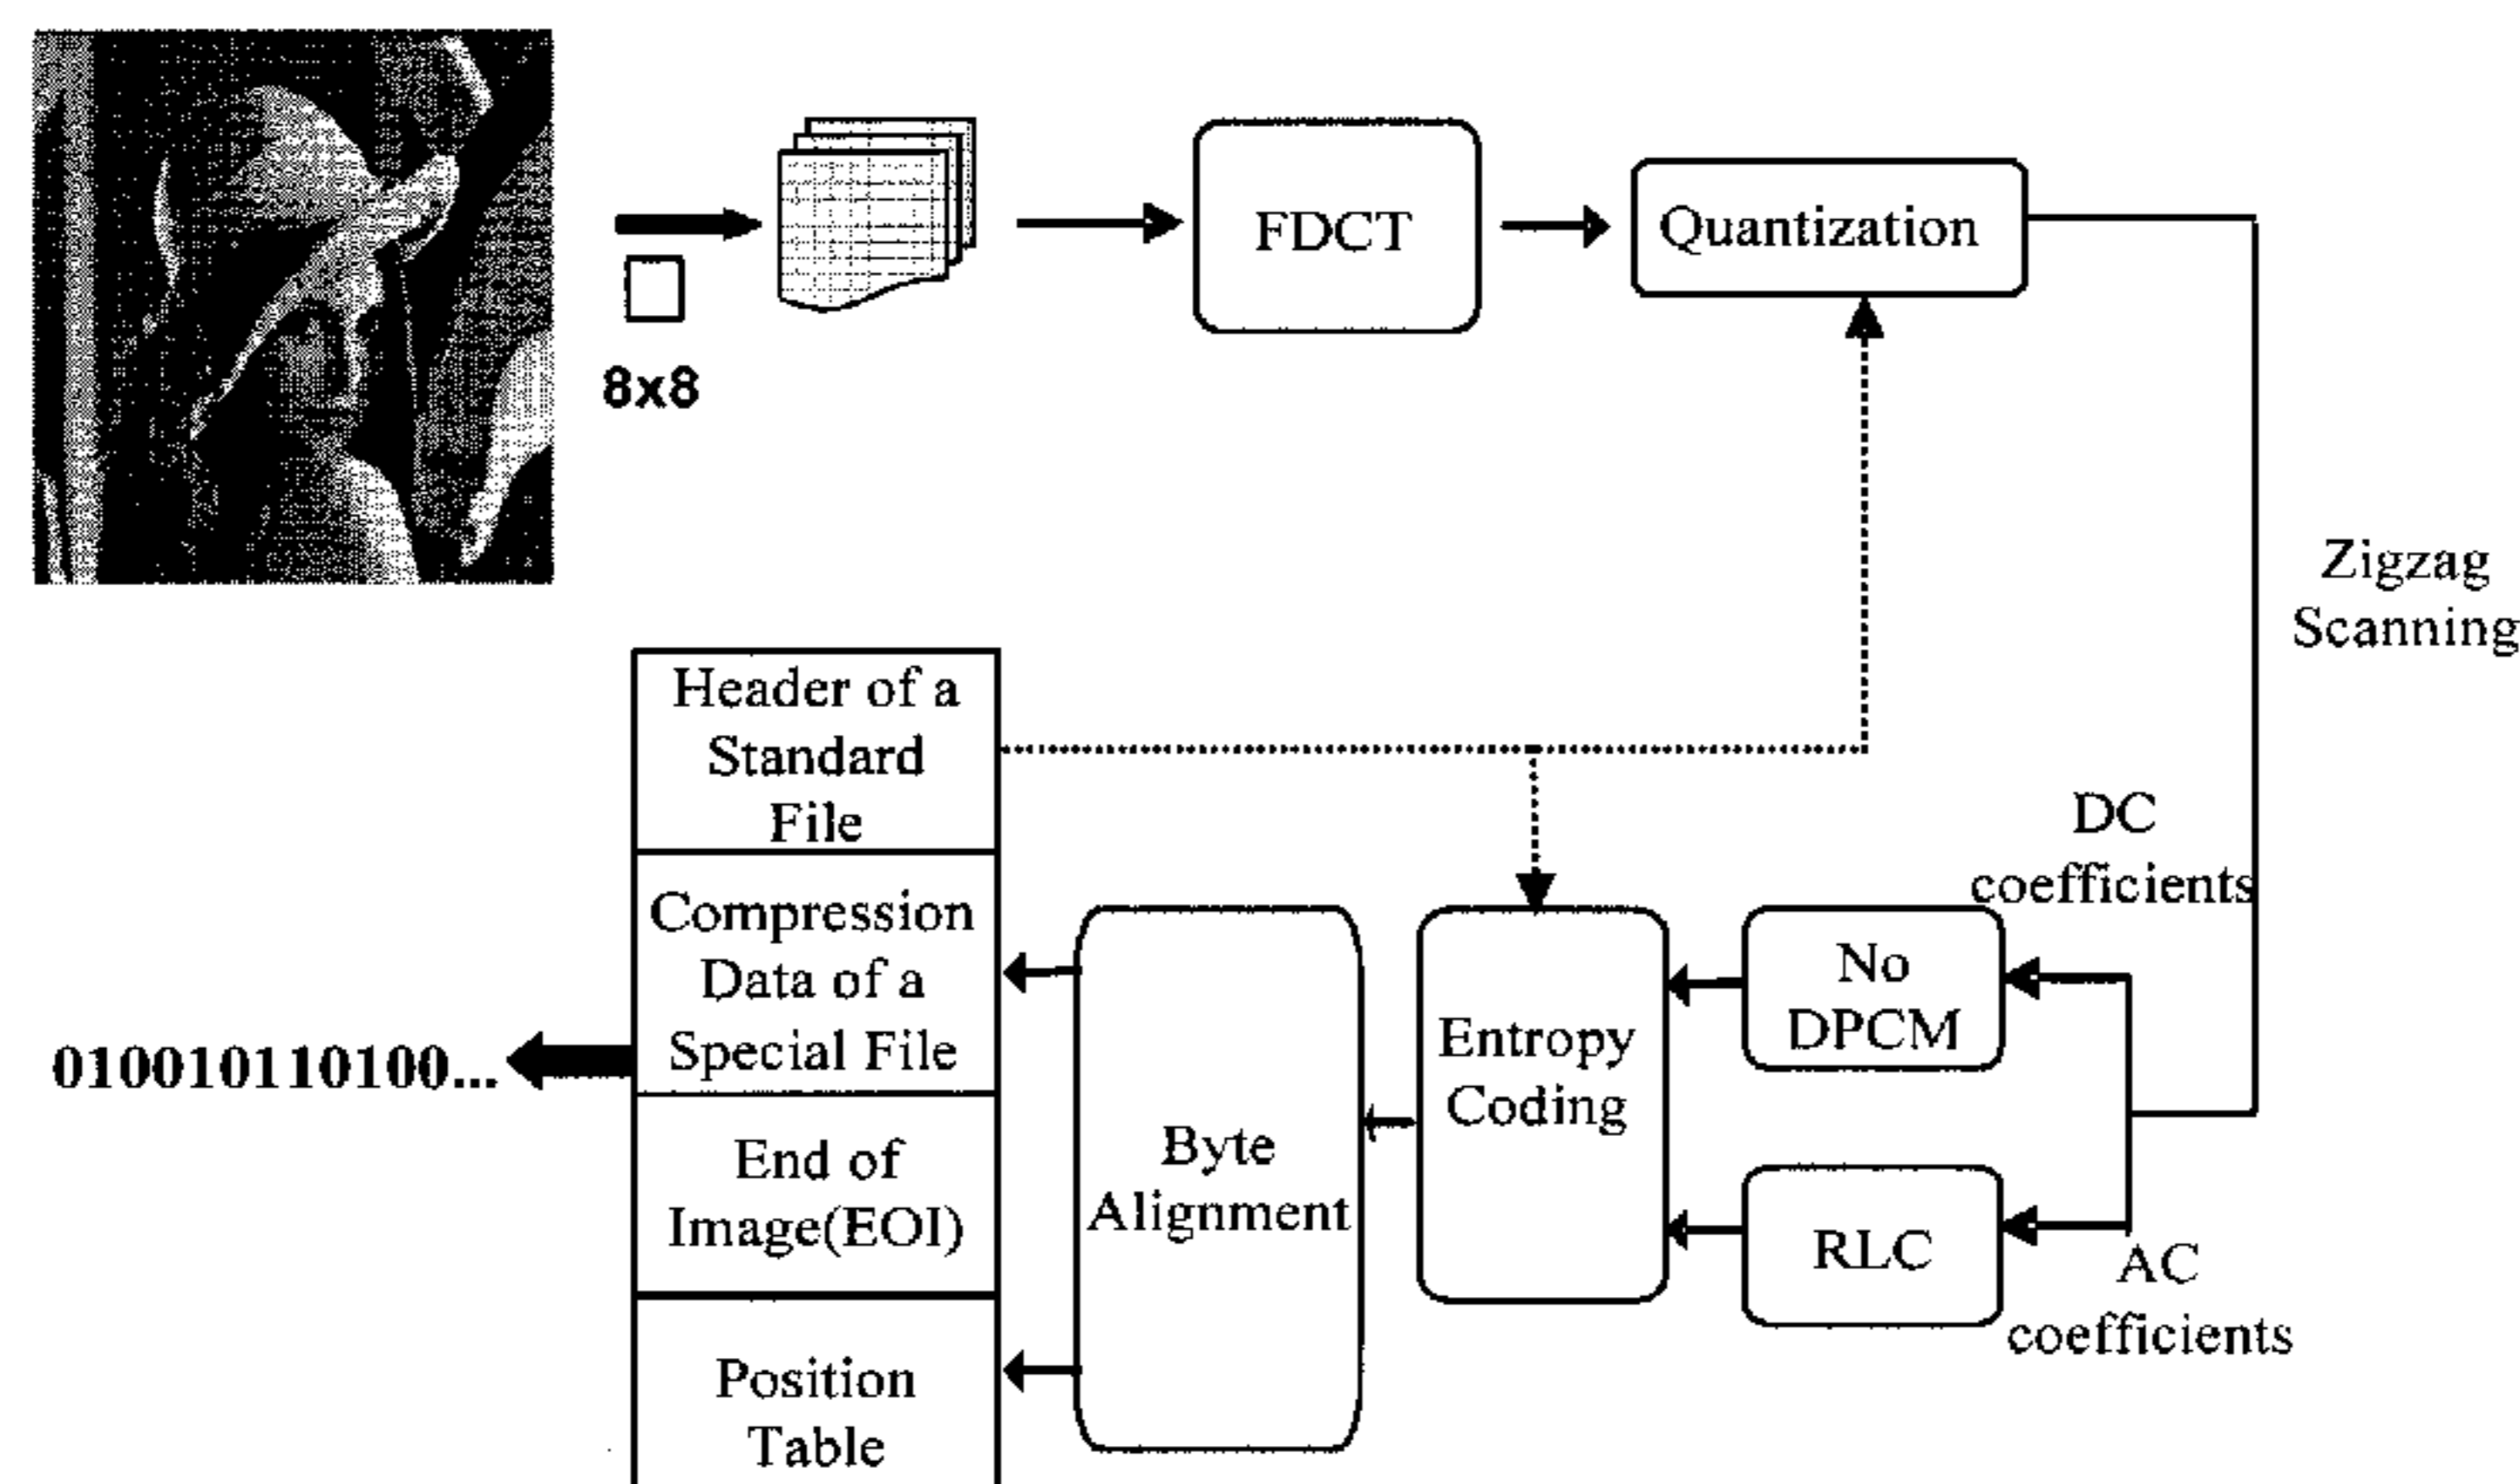 8x8
FDCT
Quantization
Zigzag
Scanning
Header of a
Standard
File
Compression
Data of a
Special File
End of
Image(EOI)
Position
Table
010010110100...
Byte
Alignment
Entropy
Coding
DC
coefficients
No
DPCM
RLC
AC
coefficients